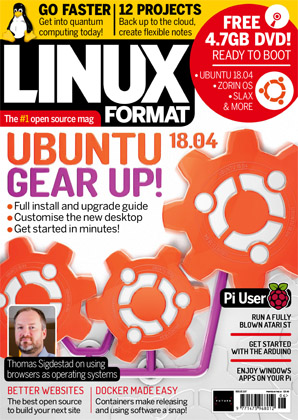 GO FASTER
Get into quantum
computing today!
12 PROJECTS
Back up to the cloud,
create flexible notes
FREE
4.7GB DVD!
READY TO BOOT
• UBUNTU 18.04
• ZORIN OS
• SLAX
& MORE
LINUX
FORMAT
The #1 open source mag
UBUNTU 18.04
GEAR UP!
• Full install and upgrade guide
• Customise the new desktop
• Get started in minutes!
Pi User
RUN A FULLY
BLOWN ATARI ST
GET STARTED
WITH THE ARDUINO
ENJOY WINDOWS
APPS ON YOUR Pi
Thomas Sigdestad on using
browsers as operating systems
BETTER WEBSITES
The best open source
to build your next site
DOCKER MADE EASY
Containers make releasing
and using software a snap!
FUTURE